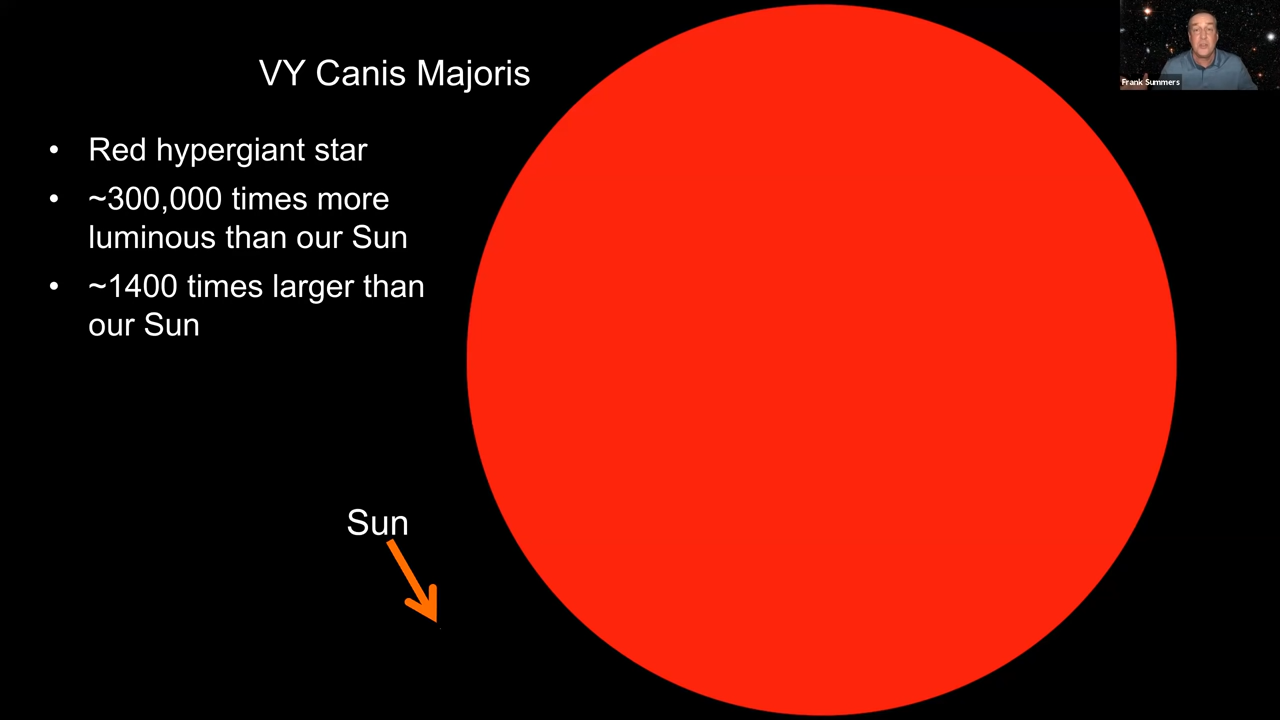 VY Canis Majoris
• Red hypergiant star
• ~300,000 times more
luminous than our Sun
• ~1400 times larger than
our Sun
Sun
Frank Summers